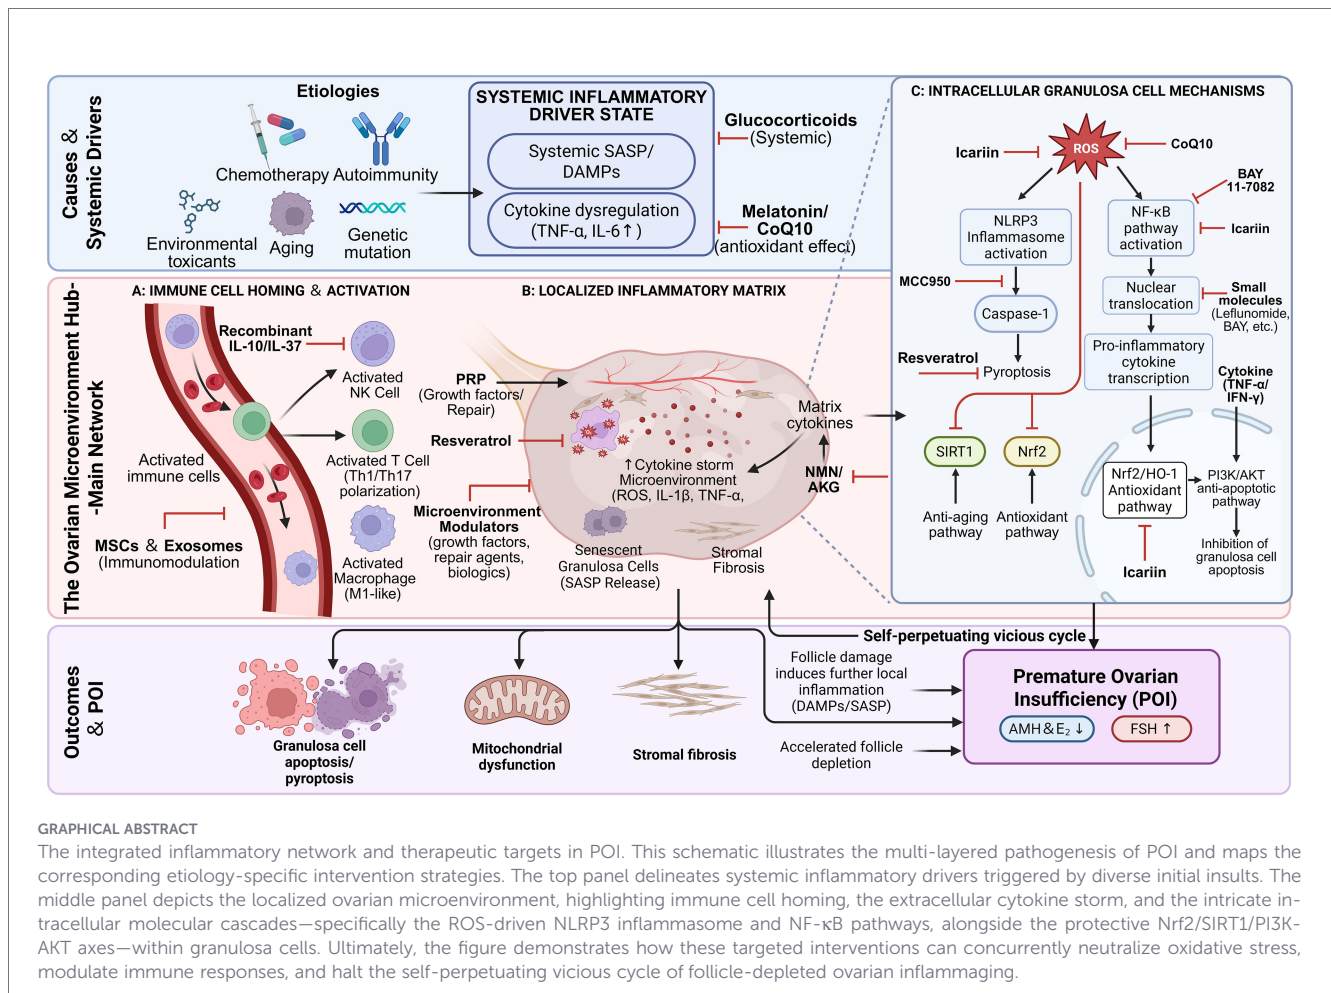 Causes &
Systemic Drivers
Etiologies
Chemotherapy
Autoimmunity
Environmental
toxicants
Aging
Genetic
mutation
SYSTEMIC INFLAMMATORY
DRIVER STATE
Systemic SASP/
DAMPs
Cytokine dysregulation
(TNF-α, IL-6↑)
Glucocorticoids
(Systemic)
Melatonin/
CoQ10
(antioxidant effect)
The Ovarian Microenvironment Hub-
-Main Network
A: IMMUNE CELL HOMING & ACTIVATION
Recombinant
IL-10/IL-37
Activated
NK Cell
Activated
immune cells
Activated T Cell
(Th1/Th17
polarization)
MSCs & Exosomes
(Immunomodulation
Activated
Macrophage
(M1-like)
B: LOCALIZED INFLAMMATORY MATRIX
PRP
(Growth factors/
Repair)
Resveratrol
Microenvironment
Modulators
(growth factors,
repair agents,
biologics)
Matrix
cytokines
↑Cytokine storm
Microenvironment
(ROS, IL-1β, TNF-α,
NMN/
AKG
Senescent
Granulosa Cells
(SASP Release)
Stromal
Fibrosis
C: INTRACELLULAR GRANULOSA CELL MECHANISMS
ROS
Icariin
CoQ10
BAY
11-7082
NLRP3
Inflammasome
activation
NF-κB
pathway
activation
Icariin
MCC950
Nuclear
translocation
Small
molecules
(Leflunomide,
BAY, etc.)
Caspase-1
Resveratrol
Pyroptosis
Pro-inflammatory
cytokine
transcription
Cytokine
(TNF-α/
IFN-γ)
SIRT1
Nrf2
Anti-aging
pathway
Antioxidant
pathway
Nrf2/HO-1
Antioxidant
pathway
PI3K/AKT
anti-apoptotic
pathway
Icariin
Inhibition of
granulosa cell
apoptosis
Outcomes
& POI
Granulosa cell
apoptosis/
pyroptosis
Mitochondrial
dysfunction
Stromal fibrosis
Self-perpetuating vicious cycle
Follicle damage
induces further local
inflammation
(DAMPs/SASP)
Accelerated follicle
depletion
Premature Ovarian
Insufficiency (POI)
AMH & E₂ ↓
FSH ↑
GRAPHICAL ABSTRACT
The integrated inflammatory network and therapeutic targets in POI. This schematic illustrates the multi-layered pathogenesis of POI and maps the
corresponding etiology-specific intervention strategies. The top panel delineates systemic inflammatory drivers triggered by diverse initial insults. The
middle panel depicts the localized ovarian microenvironment, highlighting immune cell homing, the extracellular cytokine storm, and the intricate in-
tracellular molecular cascades—specifically the ROS-driven NLRP3 inflammasome and NF-κB pathways, alongside the protective Nrf2/SIRT1/PI3K-
AKT axes—within granulosa cells. Ultimately, the figure demonstrates how these targeted interventions can concurrently neutralize oxidative stress,
modulate immune responses, and halt the self-perpetuating vicious cycle of follicle-depleted ovarian inflammaging.